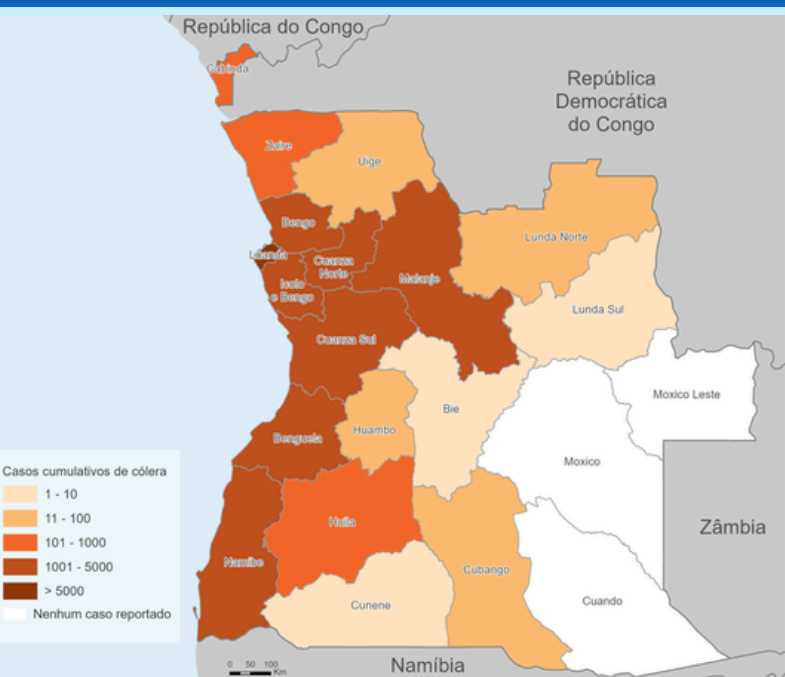 República do Congo
Cabinda
República
Democrática
do Congo
Zaire
Uige
Bengo
Lunda Norte
Luanda
Cuanza
Norte
Malanje
Icolo
e Bengo
Lunda Sul
Cuanza Sul
Moxico Leste
Bie
Huambo
Benguela
Moxico
Casos cumulativos de cólera
1 - 10
11 - 100
101 - 1000
1001 - 5000
> 5000
Nenhum caso reportado
Huila
Zâmbia
Namibe
Cubango
Cunene
Cuando
0 50 100
Km
Namíbia